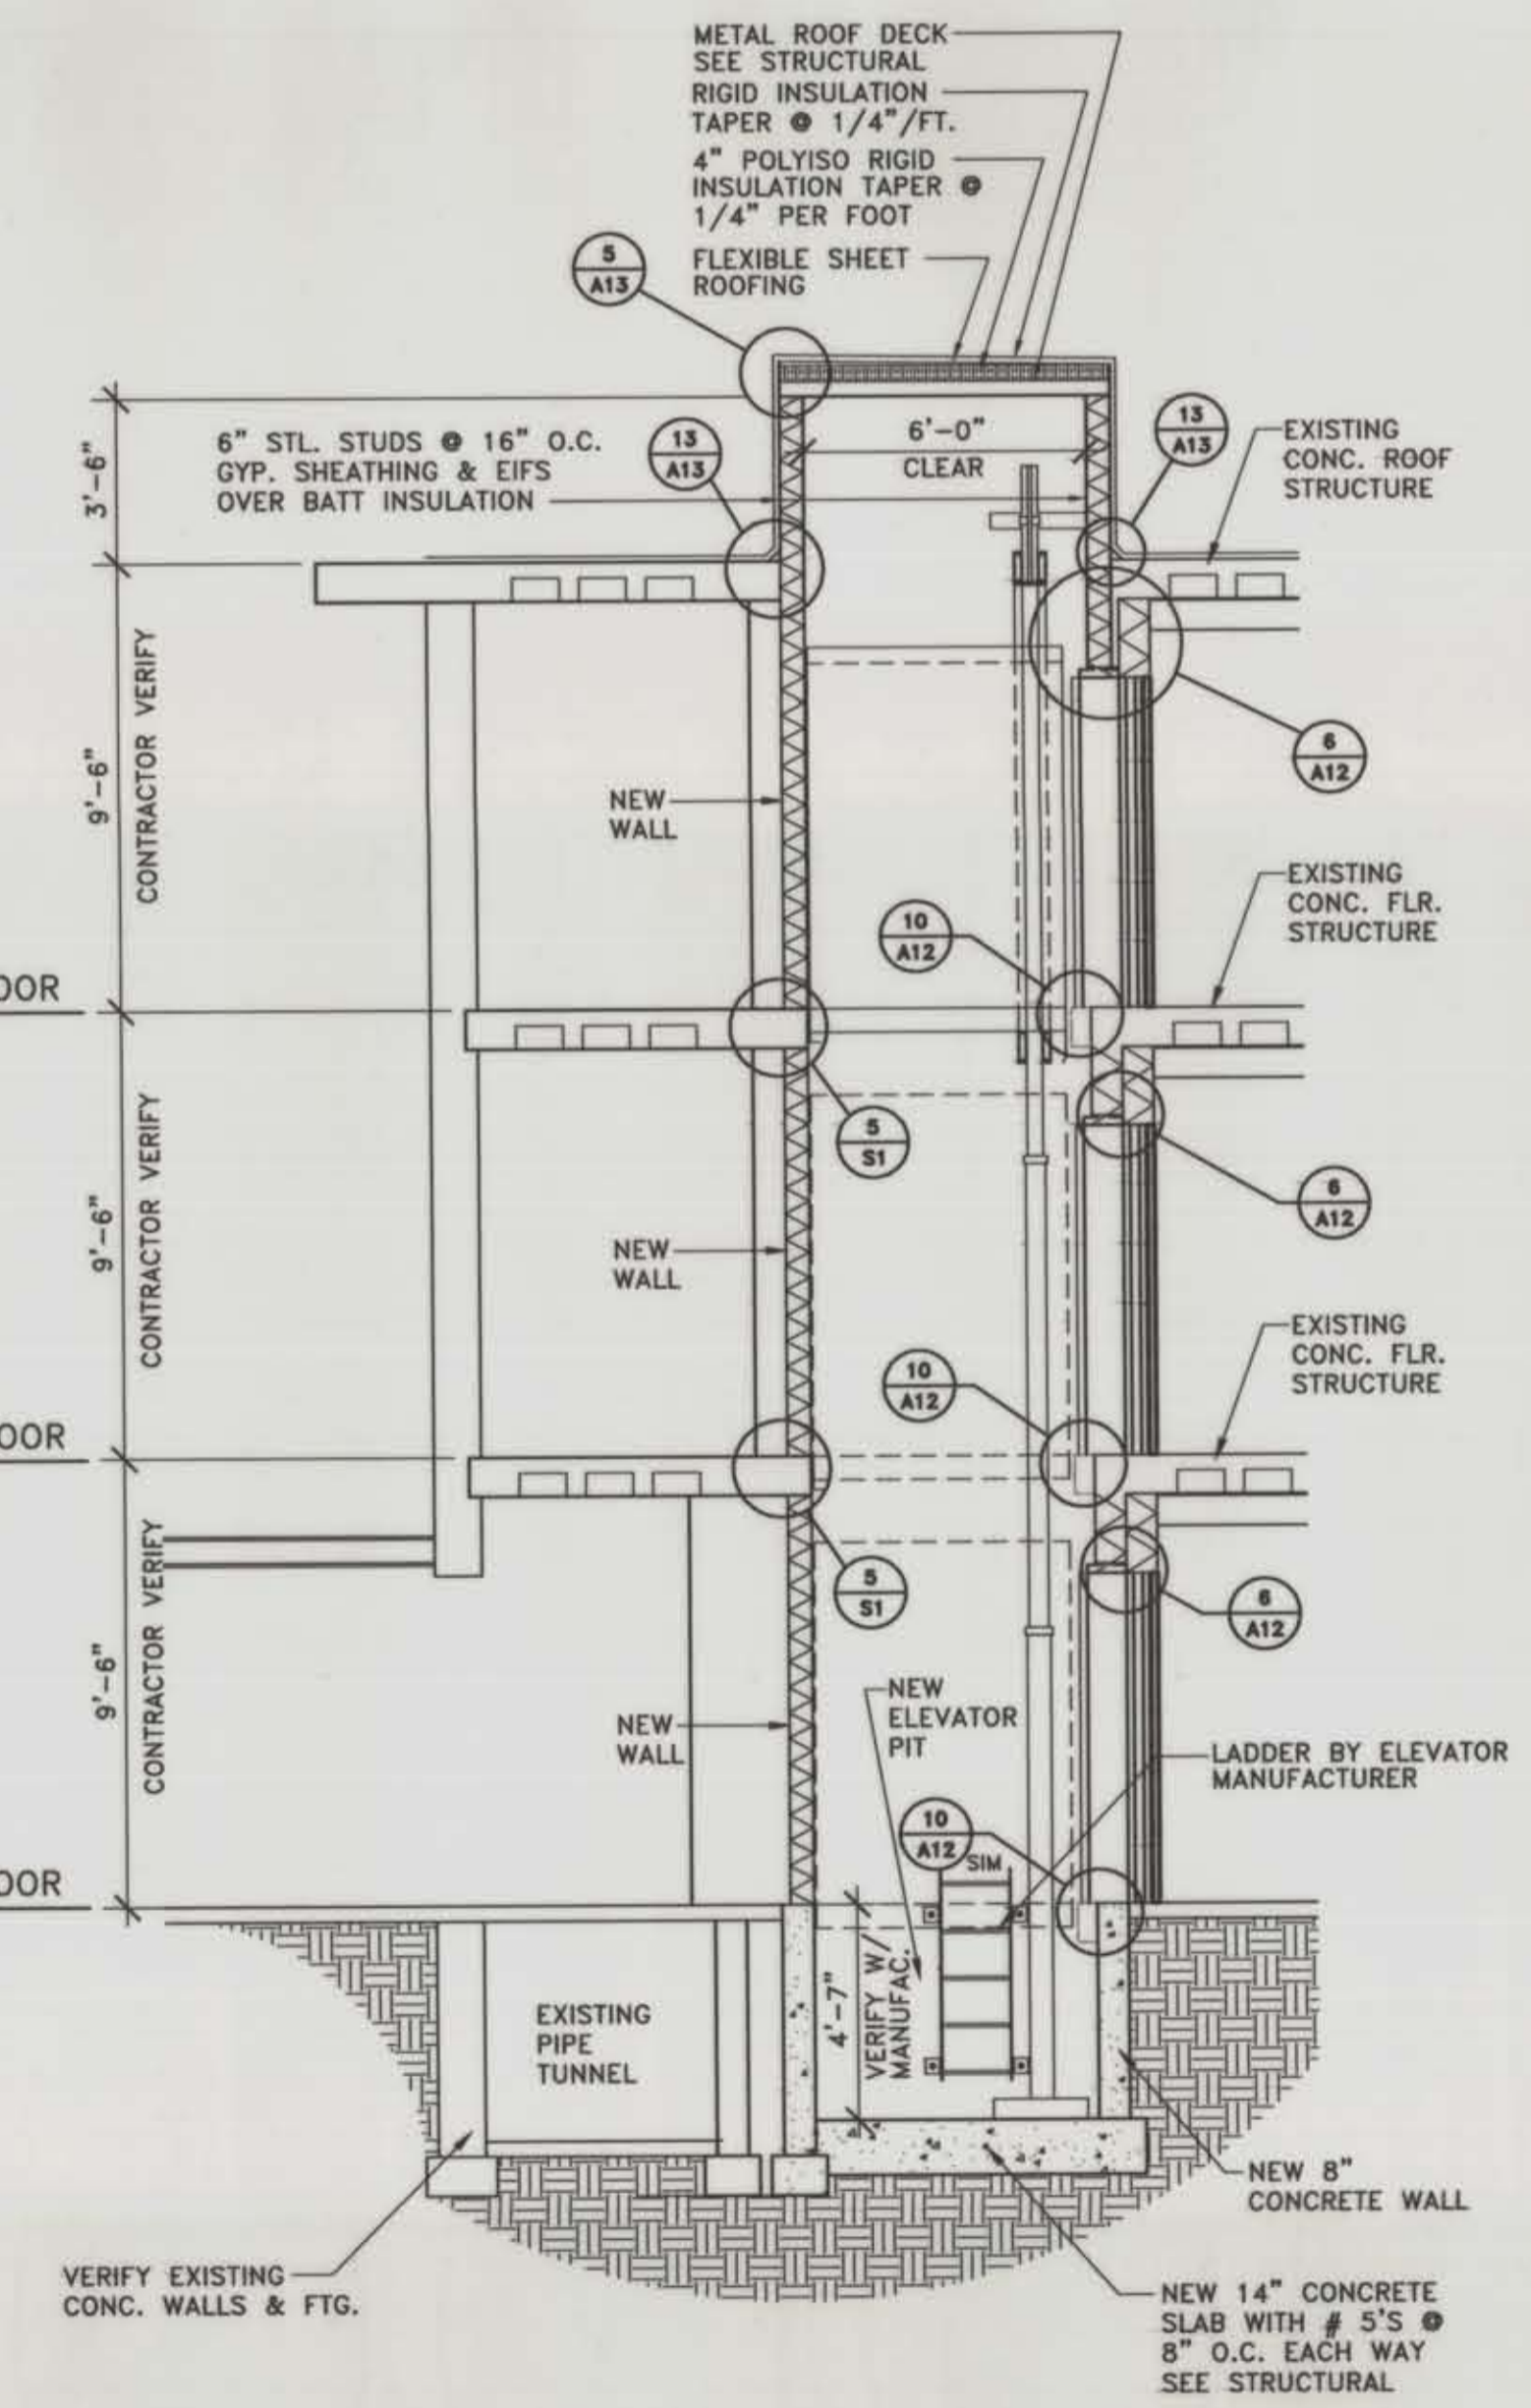 METAL ROOF DECK
SEE STRUCTURAL
RIGID INSULATION
TAPER @ 1/4"/FT.
4" POLYISO RIGID
INSULATION TAPER @
1/4" PER FOOT
FLEXIBLE SHEET
ROOFING
5
A13
3'-6"
6" STL. STUDS @ 16" O.C.
GYP. SHEATHING & EIFS
OVER BATT INSULATION
13
A13
6'-0"
CLEAR
13
A13
EXISTING
CONC. ROOF
STRUCTURE
9'-6"
CONTRACTOR VERIFY
6
A12
NEW
WALL
EXISTING
CONC. FLR.
STRUCTURE
10
A12
OOR
5
S1
9'-6"
CONTRACTOR VERIFY
6
A12
NEW
WALL
EXISTING
CONC. FLR.
STRUCTURE
10
A12
OOR
5
S1
6
A12
9'-6"
CONTRACTOR VERIFY
NEW
WALL
NEW
ELEVATOR
PIT
LADDER BY ELEVATOR
MANUFACTURER
10
A12
SIM
OOR
4'-7"
VERIFY W/
MANUFAC.
EXISTING
PIPE
TUNNEL
NEW 8"
CONCRETE WALL
VERIFY EXISTING
CONC. WALLS & FTG.
NEW 14" CONCRETE
SLAB WITH # 5'S @
8" O.C. EACH WAY
SEE STRUCTURAL